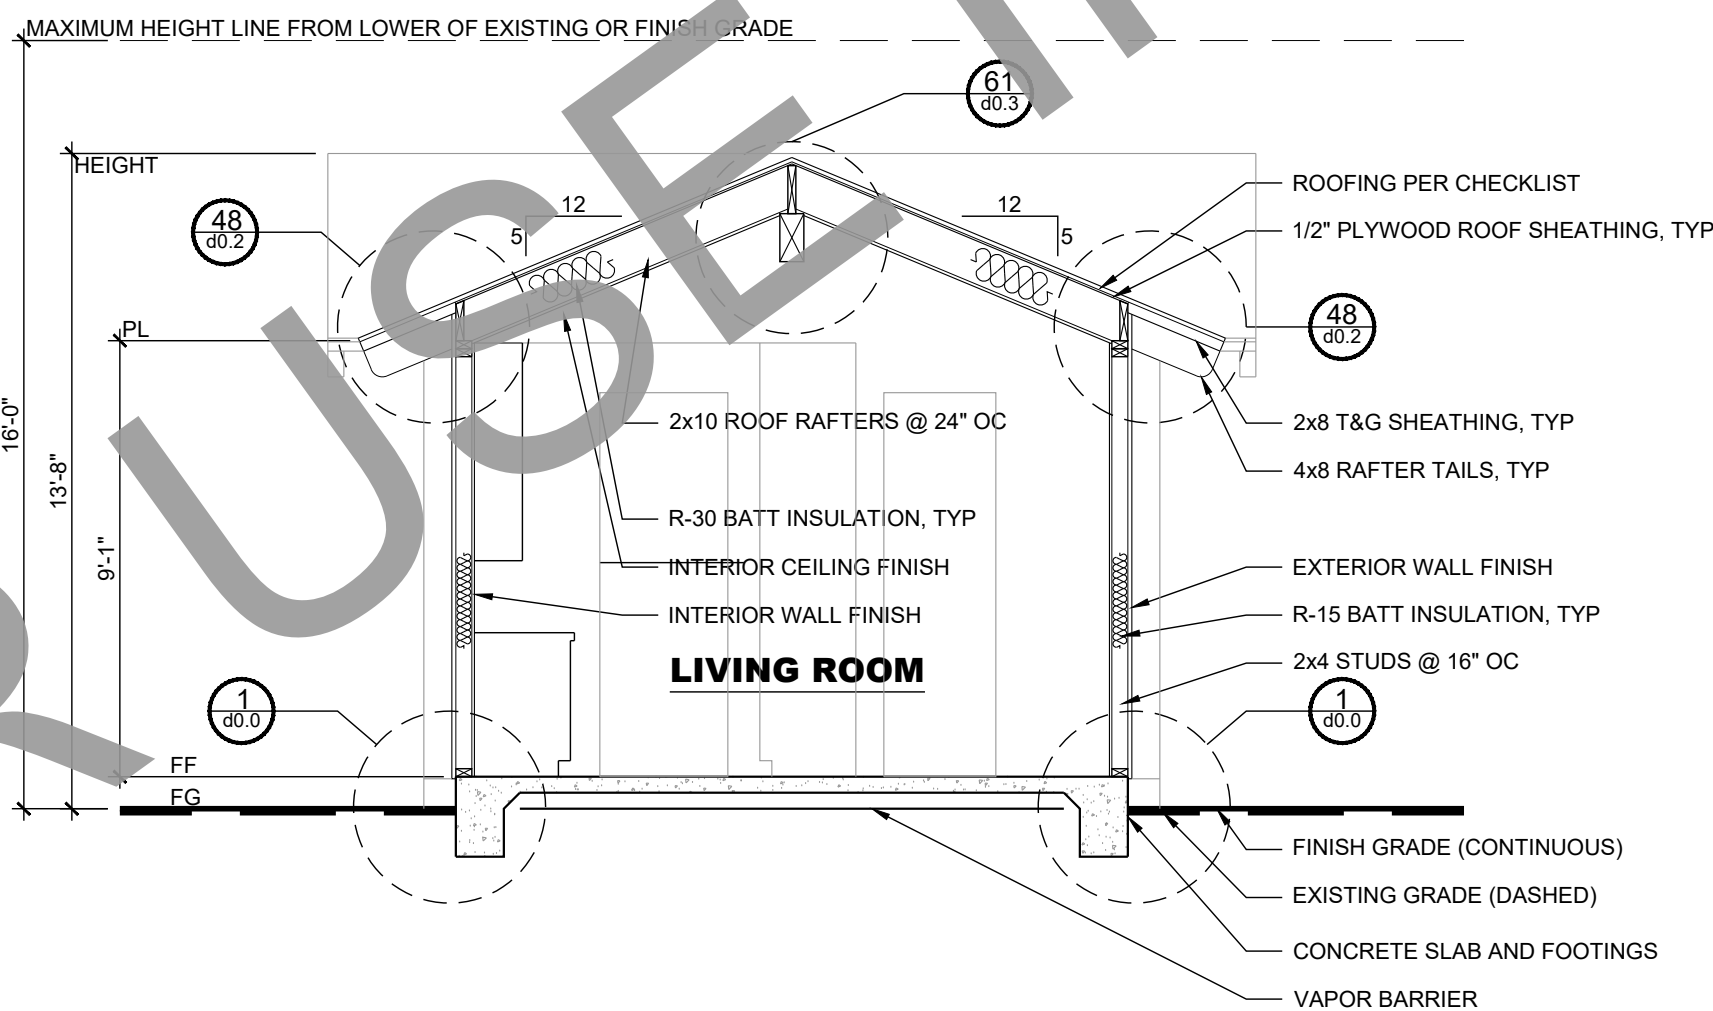 MAXIMUM HEIGHT LINE FROM LOWER OF EXISTING OR FINISH GRADE
61
d0.3
HEIGHT
ROOFING PER CHECKLIST
48
d0.2
12
5
12
5
1/2" PLYWOOD ROOF SHEATHING, TYP
PL
48
d0.2
16'-0"
13'-8"
9'-1"
2x10 ROOF RAFTERS @ 24" OC
2x8 T&G SHEATHING, TYP
4x8 RAFTER TAILS, TYP
R-30 BATT INSULATION, TYP
INTERIOR CEILING FINISH
EXTERIOR WALL FINISH
INTERIOR WALL FINISH
R-15 BATT INSULATION, TYP
LIVING ROOM
2x4 STUDS @ 16" OC
1
d0.0
1
d0.0
FF
FG
FINISH GRADE (CONTINUOUS)
EXISTING GRADE (DASHED)
CONCRETE SLAB AND FOOTINGS
VAPOR BARRIER
USE